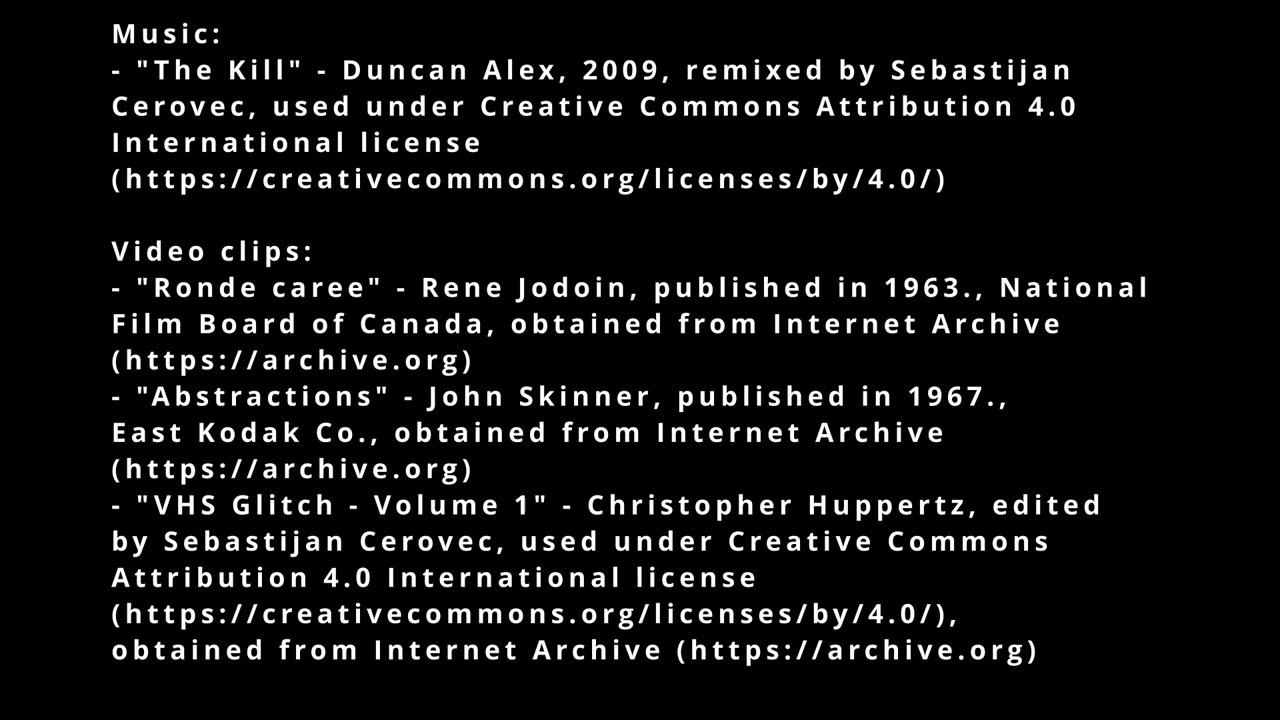 Music:
- "The Kill" - Duncan Alex, 2009, remixed by Sebastijan
Cerovec, used under Creative Commons Attribution 4.0
International license
(https://creativecommons.org/licenses/by/4.0/)
Video clips:
- "Ronde caree" - Rene Jodoin, published in 1963., National
Film Board of Canada, obtained from Internet Archive
(https://archive.org)
- "Abstractions" - John Skinner, published in 1967.,
East Kodak Co., obtained from Internet Archive
(https://archive.org)
- "VHS Glitch - Volume 1" - Christopher Huppertz, edited
by Sebastijan Cerovec, used under Creative Commons
Attribution 4.0 International license
(https://creativecommons.org/licenses/by/4.0/),
obtained from Internet Archive (https://archive.org)